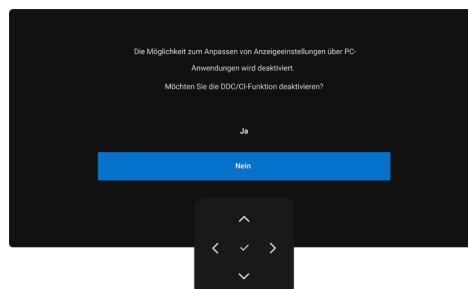 Die Möglichkeit zum Anpassen von Anzeigeeinstellungen über PC-
Anwendungen wird deaktiviert.
Möchten Sie die DDC/CI-Funktion deaktivieren?
Ja
Nein